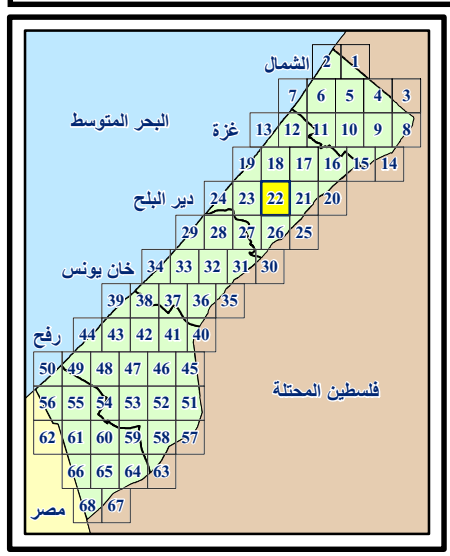 الشمال 2 1
7 6 5 4 3
البحر المتوسط
غزة 13 12 11 10 9 8
19 18 17 16 15 14
دير البلح 24 23 22 21 20
29 28 27 26 25
خان يونس 34 33 32 31 30
39 38 37 36 35
رفح 44 43 42 41 40
50 49 48 47 46 45
فلسطين المحتلة
56 55 54 53 52 51
62 61 60 59 58 57
66 65 64 63
مصر 68 67